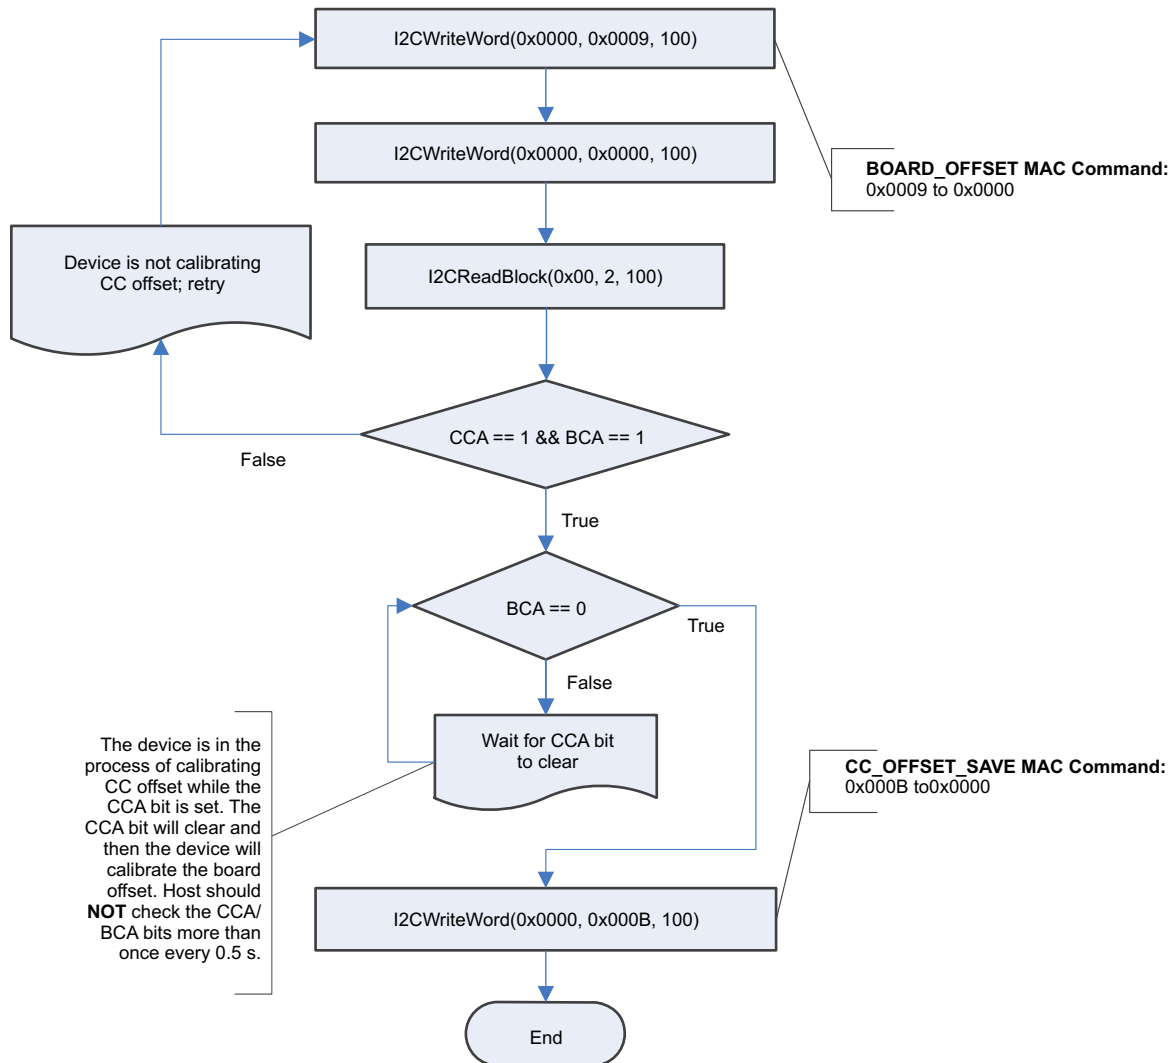 I2CWriteWord(0x0000, 0x0009, 100)
I2CWriteWord(0x0000, 0x0000, 100)
BOARD_OFFSET MAC Command:
0x0009 to 0x0000
Device is not calibrating
CC offset; retry
I2CReadBlock(0x00, 2, 100)
CCA == 1 && BCA == 1
False
True
BCA == 0
True
False
Wait for CCA bit
to clear
The device is in the
process of calibrating
CC offset while the
CCA bit is set. The
CCA bit will clear and
then the device will
calibrate the board
offset. Host should
NOT check the CCA/
BCA bits more than
once every 0.5 s.
CC_OFFSET_SAVE MAC Command:
0x000B to0x0000
I2CWriteWord(0x0000, 0x000B, 100)
End